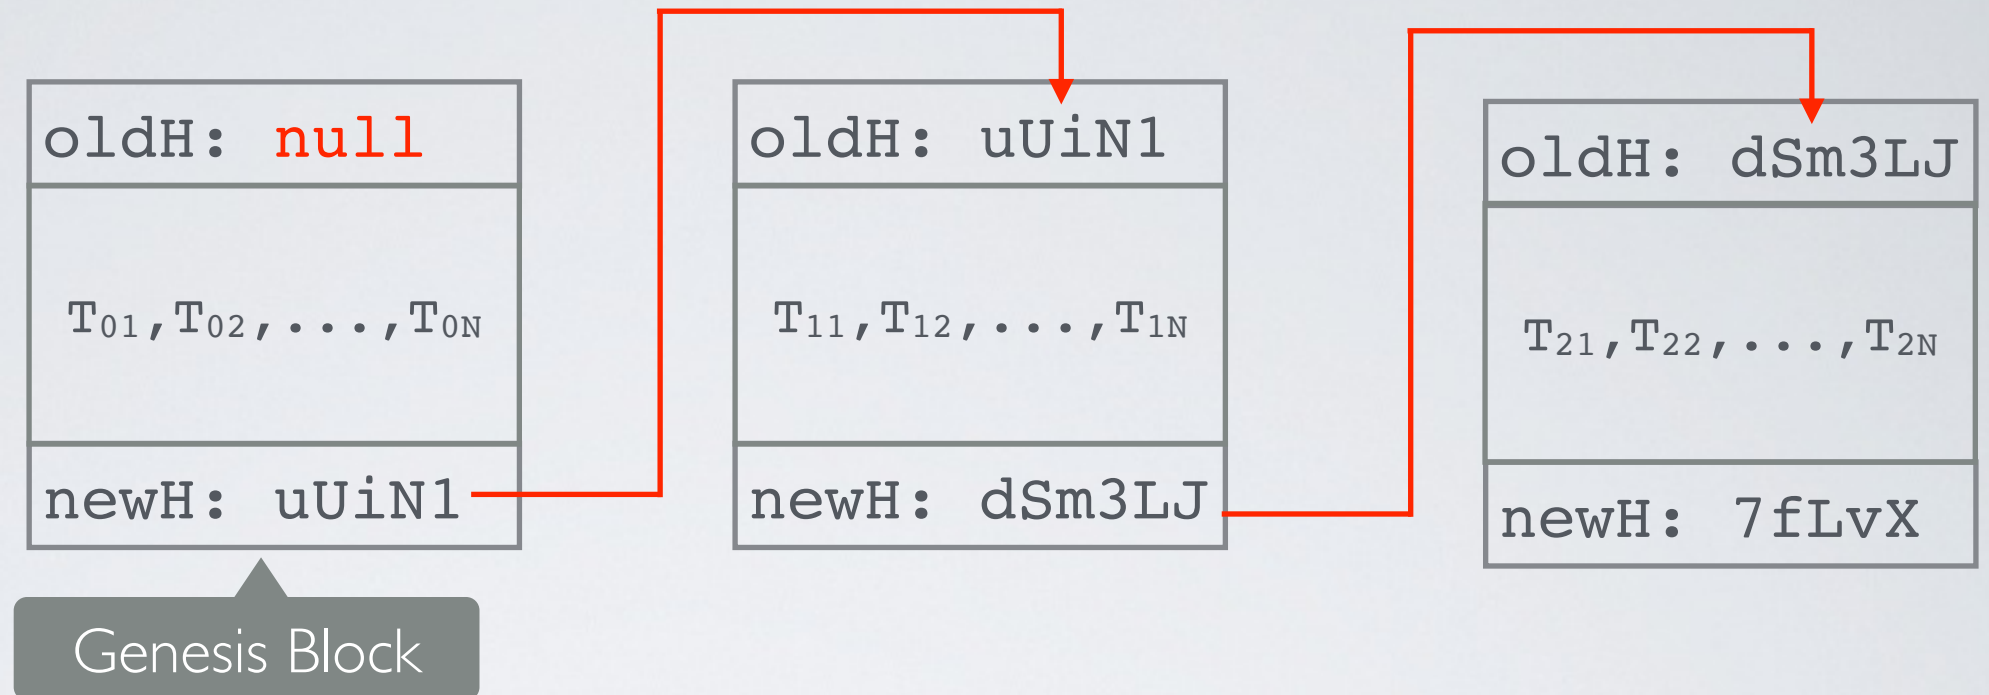 oldH: null
T01,T02,...,T0N
newH: uUiN1
Genesis Block
oldH: uUiN1
T11,T12,...,T1N
newH: dSm3LJ
oldH: dSm3LJ
T21,T22,...,T2N
newH: 7fLvX